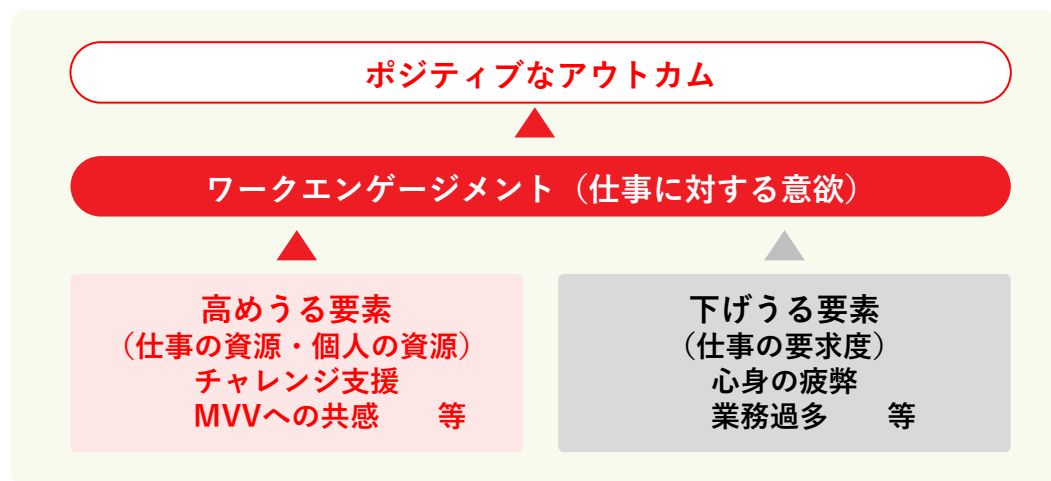 ポジティブなアウトカム
ワークエンゲージメント（仕事に対する意欲）
高めうる要素
（仕事の資源・個人の資源）
チャレンジ支援
MVVへの共感　　等
下げうる要素
（仕事の要求度）
心身の疲弊
業務過多　　等